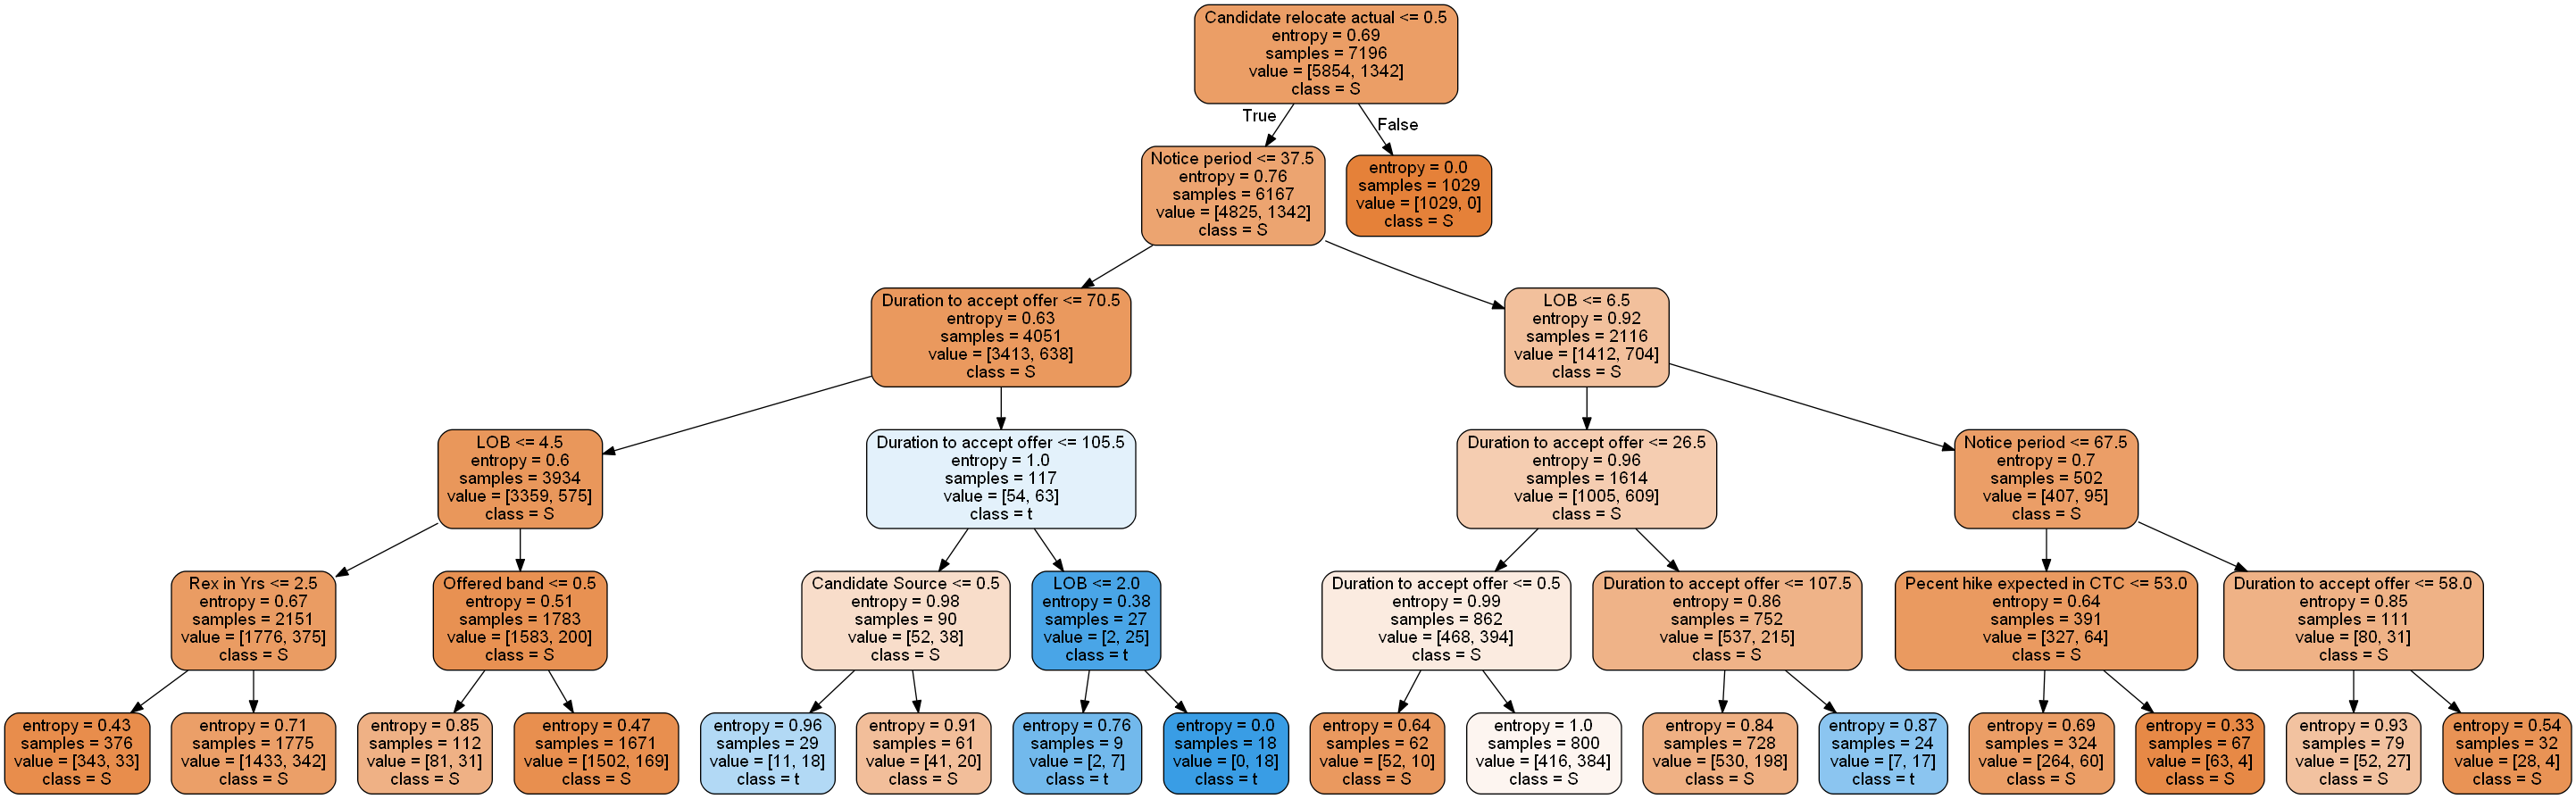 Candidate relocate actual <= 0.5
entropy = 0.69
samples = 7196
value = [5854, 1342]
class = S
True
False
Notice period <= 37.5
entropy = 0.76
samples = 6167
value = [4825, 1342]
class = S
entropy = 0.0
samples = 1029
value = [1029, 0]
class = S
Duration to accept offer <= 70.5
entropy = 0.63
samples = 4051
value = [3413, 638]
class = S
LOB <= 6.5
entropy = 0.92
samples = 2116
value = [1412, 704]
class = S
LOB <= 4.5
entropy = 0.6
samples = 3934
value = [3359, 575]
class = S
Duration to accept offer <= 105.5
entropy = 1.0
samples = 117
value = [54, 63]
class = t
Duration to accept offer <= 26.5
entropy = 0.96
samples = 1614
value = [1005, 609]
class = S
Notice period <= 67.5
entropy = 0.7
samples = 502
value = [407, 95]
class = S
Rex in Yrs <= 2.5
entropy = 0.67
samples = 2151
value = [1776, 375]
class = S
Offered band <= 0.5
entropy = 0.51
samples = 1783
value = [1583, 200]
class = S
Candidate Source <= 0.5
entropy = 0.98
samples = 90
value = [52, 38]
class = S
LOB <= 2.0
entropy = 0.38
samples = 27
value = [2, 25]
class = t
Duration to accept offer <= 0.5
entropy = 0.99
samples = 862
value = [468, 394]
class = S
Duration to accept offer <= 107.5
entropy = 0.86
samples = 752
value = [537, 215]
class = S
Pecent hike expected in CTC <= 53.0
entropy = 0.64
samples = 391
value = [327, 64]
class = S
Duration to accept offer <= 58.0
entropy = 0.85
samples = 111
value = [80, 31]
class = S
entropy = 0.43
samples = 376
value = [343, 33]
class = S
entropy = 0.71
samples = 1775
value = [1433, 342]
class = S
entropy = 0.85
samples = 112
value = [81, 31]
class = S
entropy = 0.47
samples = 1671
value = [1502, 169]
class = S
entropy = 0.96
samples = 29
value = [11, 18]
class = t
entropy = 0.91
samples = 61
value = [41, 20]
class = S
entropy = 0.76
samples = 9
value = [2, 7]
class = t
entropy = 0.0
samples = 18
value = [0, 18]
class = t
entropy = 0.64
samples = 62
value = [52, 10]
class = S
entropy = 1.0
samples = 800
value = [416, 384]
class = S
entropy = 0.84
samples = 728
value = [530, 198]
class = S
entropy = 0.87
samples = 24
value = [7, 17]
class = t
entropy = 0.69
samples = 324
value = [264, 60]
class = S
entropy = 0.33
samples = 67
value = [63, 4]
class = S
entropy = 0.93
samples = 79
value = [52, 27]
class = S
entropy = 0.54
samples = 32
value = [28, 4]
class = S